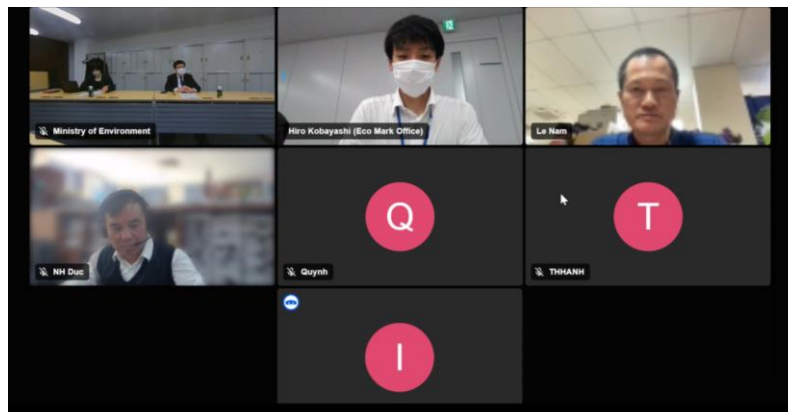 Ministry of Environment
Hiro Kobayashi (Eco Mark Office)
Le Nam
NH Duc
Q
Quynh
T
THHANH
I